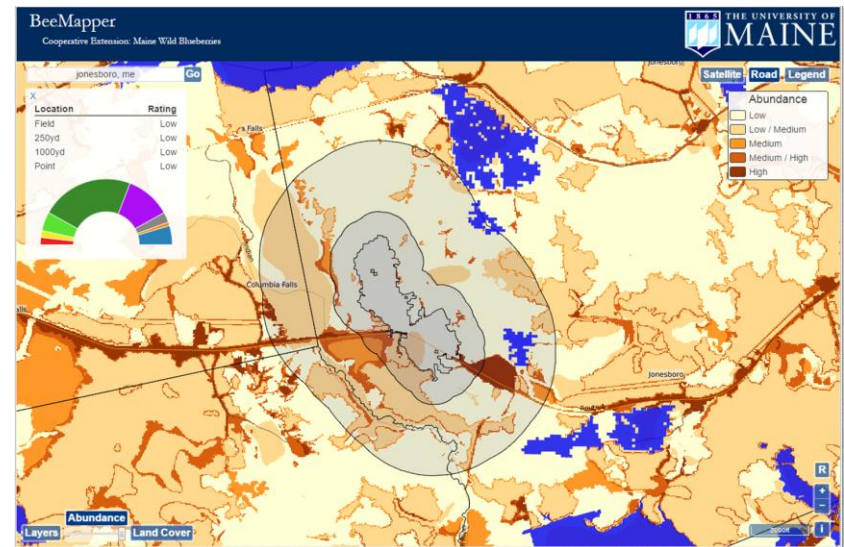 BeeMapper
Cooperative Extension: Maine Wild Blueberries
1865 THE UNIVERSITY OF
MAINE
jonesboro, me Go
Satellite Road Legend
X
Location Rating
Field Low
250yd Low
1000yd Low
Point Low
Abundance
Low
Low / Medium
Medium
Medium / High
High
Jonesboro
s Falls
Columbia Falls
Jonesboro
R
+
−
i
Abundance
Layers Land Cover